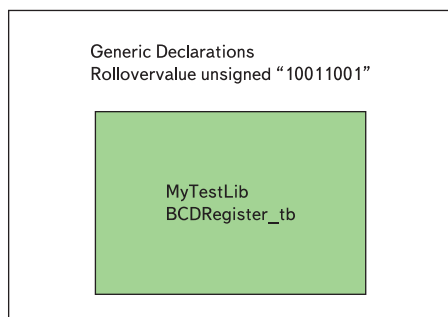 Generic Declarations
Rollovervalue unsigned “10011001”
MyTestLib
BCDRegister_tb